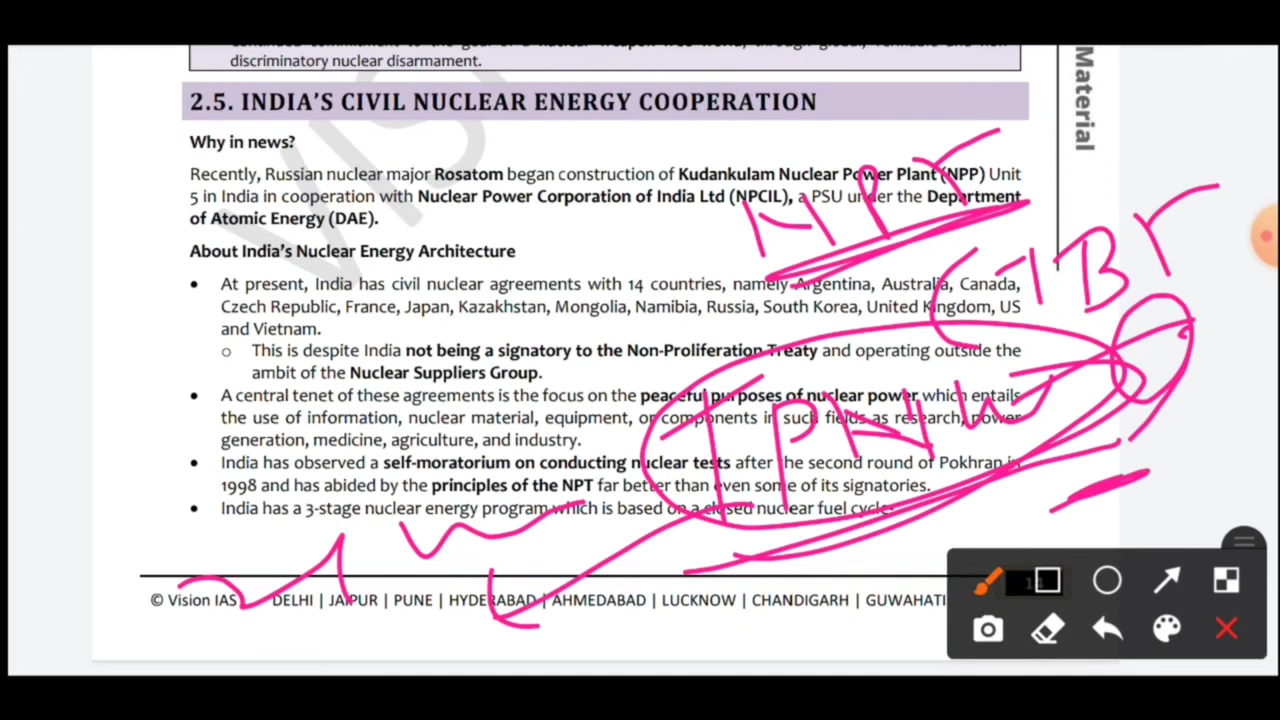 discriminatory nuclear disarmament.
Material
2.5. INDIA'S CIVIL NUCLEAR ENERGY COOPERATION
Why in news?
Recently, Russian nuclear major Rosatom began construction of Kudankulam Nuclear Power Plant (NPP) Unit
5 in India in cooperation with Nuclear Power Corporation of India Ltd (NPCIL), a PSU under the Department
of Atomic Energy (DAE).
About India's Nuclear Energy Architecture
• At present, India has civil nuclear agreements with 14 countries, namely Argentina, Australia, Canada,
Czech Republic, France, Japan, Kazakhstan, Mongolia, Namibia, Russia, South Korea, United Kingdom, US
and Vietnam.
o This is despite India not being a signatory to the Non-Proliferation Treaty and operating outside the
ambit of the Nuclear Suppliers Group.
• A central tenet of these agreements is the focus on the peaceful purposes of nuclear power which entails
the use of information, nuclear material, equipment, or components in such fields as research, power
generation, medicine, agriculture, and industry.
• India has observed a self-moratorium on conducting nuclear tests after the second round of Pokhran in
1998 and has abided by the principles of the NPT far better than even some of its signatories.
• India has a 3-stage nuclear energy program which is based on a closed nuclear fuel cycle.
© Vision IAS DELHI | JAIPUR | PUNE | HYDERABAD | AHMEDABAD | LUCKNOW | CHANDIGARH | GUWAHATI